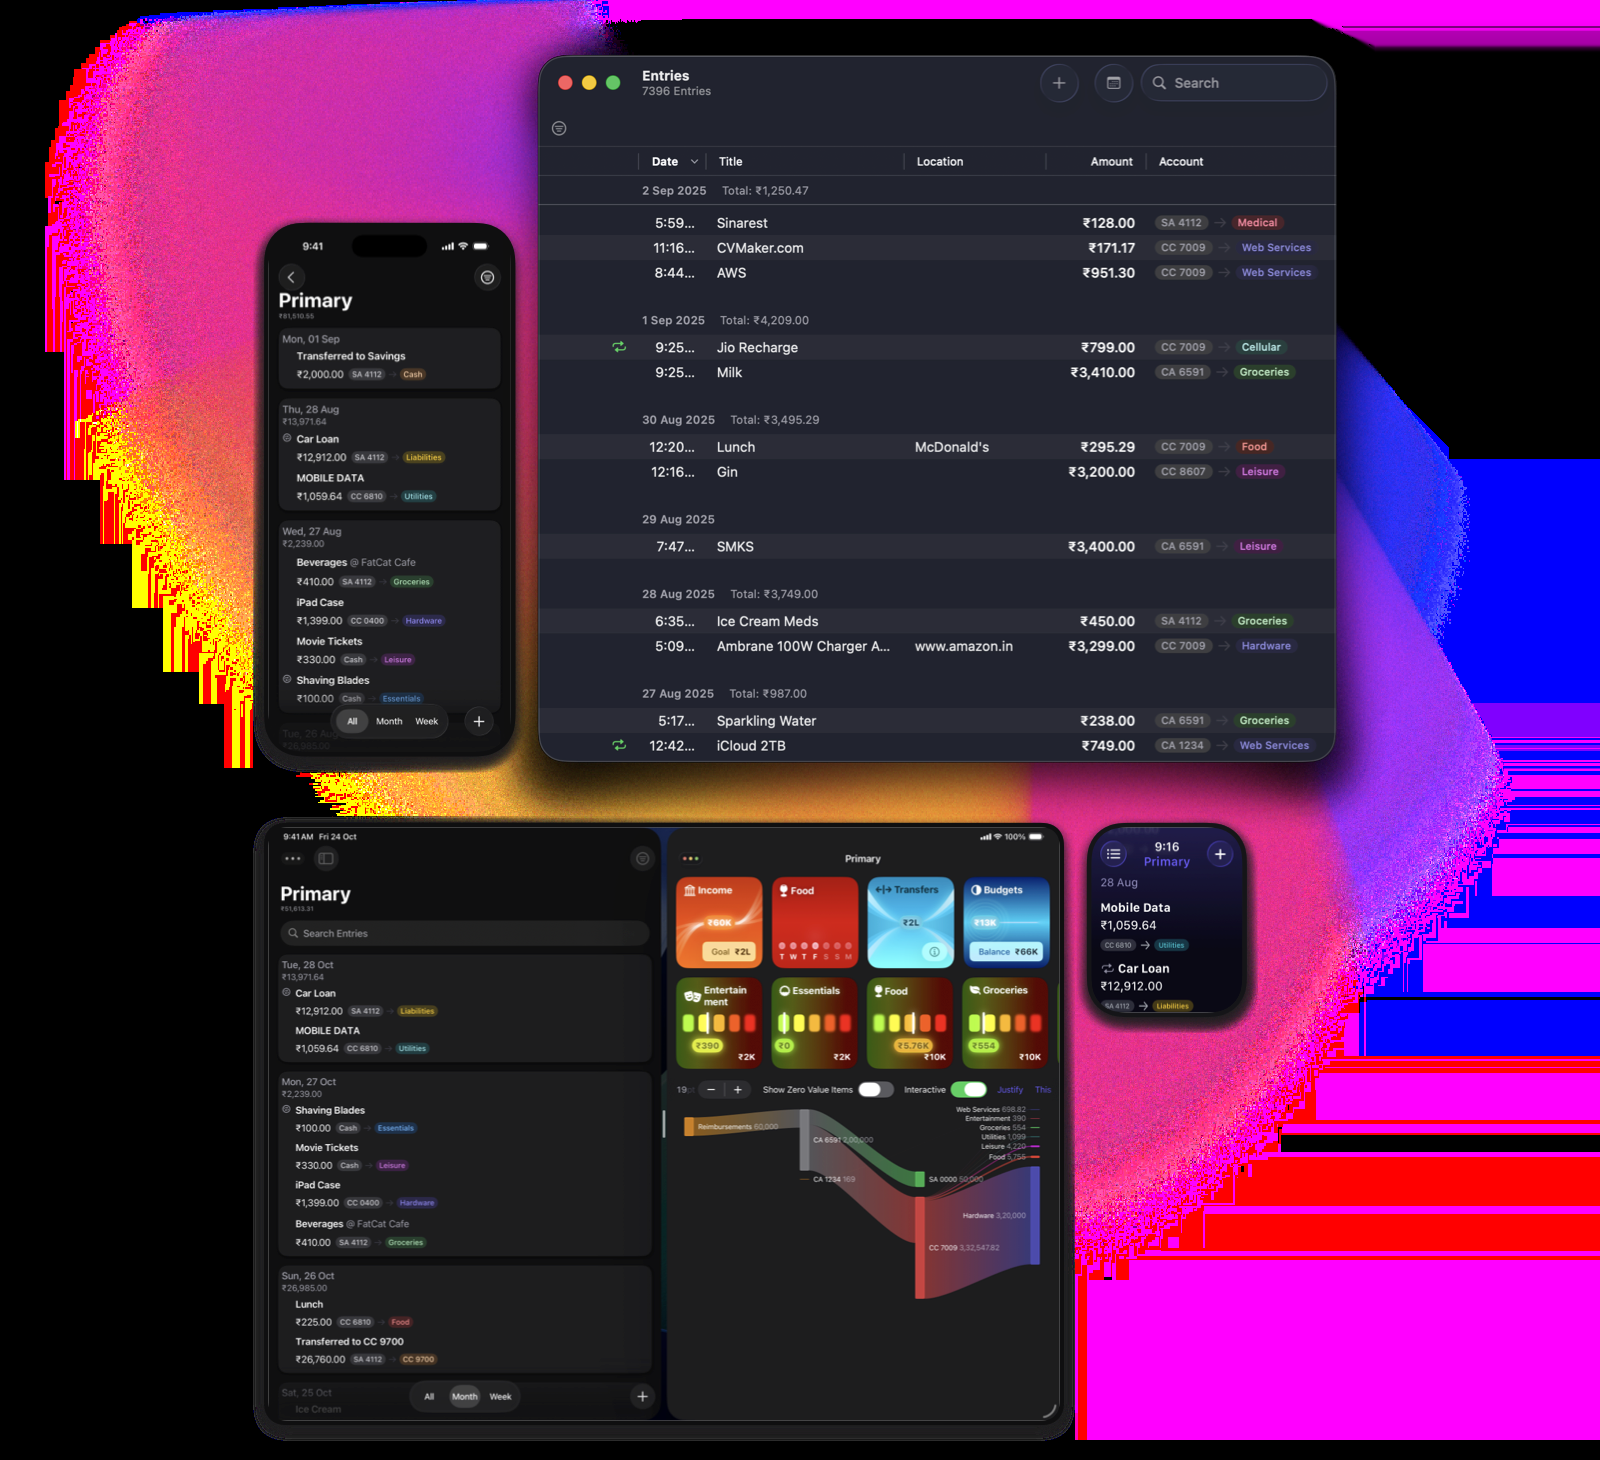 Entries
7396 Entries
Search
Date Title Location Amount Account
2 Sep 2025 Total: ₹1,250.47
5:59... Sinarest ₹128.00 SA 4112 → Medical
11:16... CVMaker.com ₹171.17 CC 7009 → Web Services
8:44... AWS ₹951.30 CC 7009 → Web Services
1 Sep 2025 Total: ₹4,209.00
9:25... Jio Recharge ₹799.00 CC 7009 → Cellular
9:25... Milk ₹3,410.00 CA 6591 → Groceries
30 Aug 2025 Total: ₹3,495.29
12:20... Lunch McDonald's ₹295.29 CC 7009 → Food
12:16... Gin ₹3,200.00 CC 8607 → Leisure
29 Aug 2025
7:47... SMKS ₹3,400.00 CA 6591 → Leisure
28 Aug 2025 Total: ₹3,749.00
6:35... Ice Cream Meds ₹450.00 SA 4112 → Groceries
5:09... Ambrane 100W Charger A... www.amazon.in ₹3,299.00 CC 7009 → Hardware
27 Aug 2025 Total: ₹987.00
5:17... Sparkling Water ₹238.00 CA 6591 → Groceries
12:42... iCloud 2TB ₹749.00 CA 1234 → Web Services
9:41
Primary
₹81,510.55
Mon, 01 Sep
Transferred to Savings
₹2,000.00 SA 4112 → Cash
Thu, 28 Aug
₹13,971.64
Car Loan
₹12,912.00 SA 4112 → Liabilities
MOBILE DATA
₹1,059.64 CC 6810 → Utilities
Wed, 27 Aug
₹2,239.00
Beverages @ FatCat Cafe
₹410.00 SA 4112 → Groceries
iPad Case
₹1,399.00 CC 0400 → Hardware
Movie Tickets
₹330.00 Cash → Leisure
Shaving Blades
₹100.00 Cash → Essentials
All Month Week +
Tue, 26 Aug
₹26,985.00
9:41 AM Fri 24 Oct
Primary
₹51,613.31
Search Entries
Tue, 28 Oct
₹13,971.64
Car Loan
₹12,912.00 SA 4112 → Liabilities
MOBILE DATA
₹1,059.64 CC 6810 → Utilities
Mon, 27 Oct
₹2,239.00
Shaving Blades
₹100.00 Cash → Essentials
Movie Tickets
₹330.00 Cash → Leisure
iPad Case
₹1,399.00 CC 0400 → Hardware
Beverages @ FatCat Cafe
₹410.00 SA 4112 → Groceries
Sun, 26 Oct
₹26,985.00
Lunch
₹225.00 CC 6810 → Food
Transferred to CC 9700
₹26,760.00 SA 4112 → CC 9700
Sat, 25 Oct
Ice Cream
All Month Week +
100%
Primary
Income Food Transfers Budgets
₹60K ₹2L ₹13K
Goal ₹2L
T W T F S S M
Balance ₹66K
Entertain
ment
Essentials Food Groceries
₹390 ₹0 ₹5.76K ₹554
₹2K ₹2K ₹10K ₹10K
19pt − + Show Zero Value Items Interactive Justify This
Web Services 698.82
Entertainment 390
Groceries 554
Utilities 1,099
Leisure 4,220
Food 5,755
Reimbursements 60,000
CA 6591 2,00,000
CA 1234 169
SA 0000 50,000
Hardware 3,20,000
CC 7009 3,32,547.82
9:16
Primary
28 Aug
Mobile Data
₹1,059.64
CC 6810 → Utilities
Car Loan
₹12,912.00
SA 4112 → Liabilities